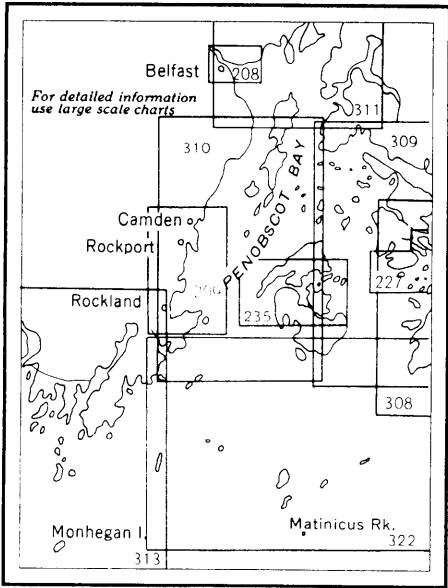 Belfast
208
For detailed information
use large scale charts
311
310
309
PENOBSCOT BAY
Camden
Rockport
227
Rockland
235
308
Monhegan I.
Matinicus Rk.
322
313